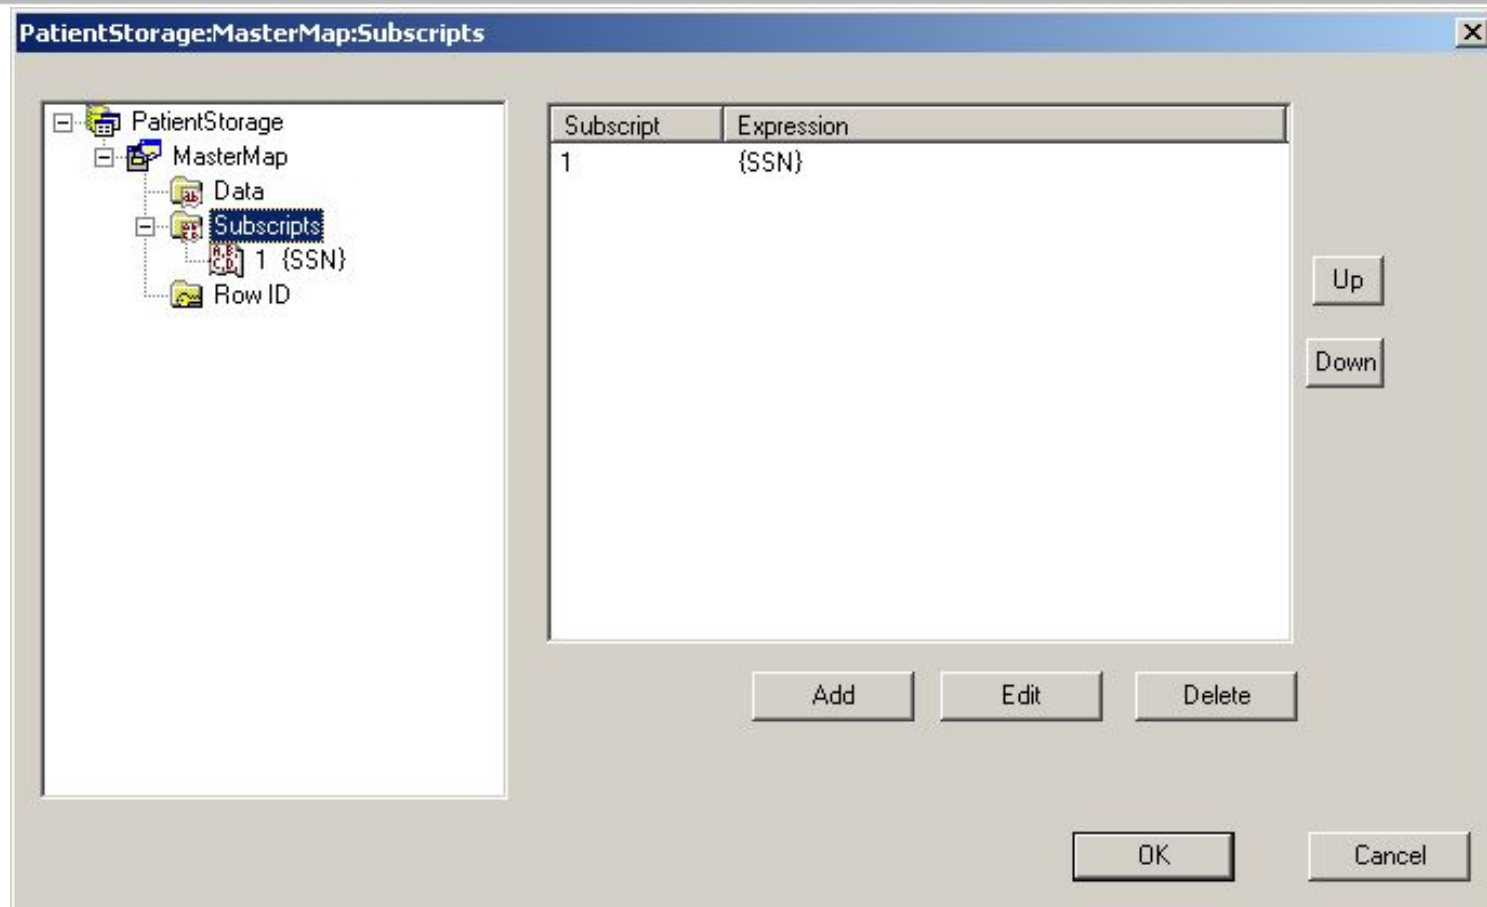 PatientStorage:MasterMap:Subscripts
PatientStorage
MasterMap
Data
Subscripts
1 {SSN}
Row ID
Subscript Expression
1 {SSN}
Up
Down
Add Edit Delete
OK Cancel